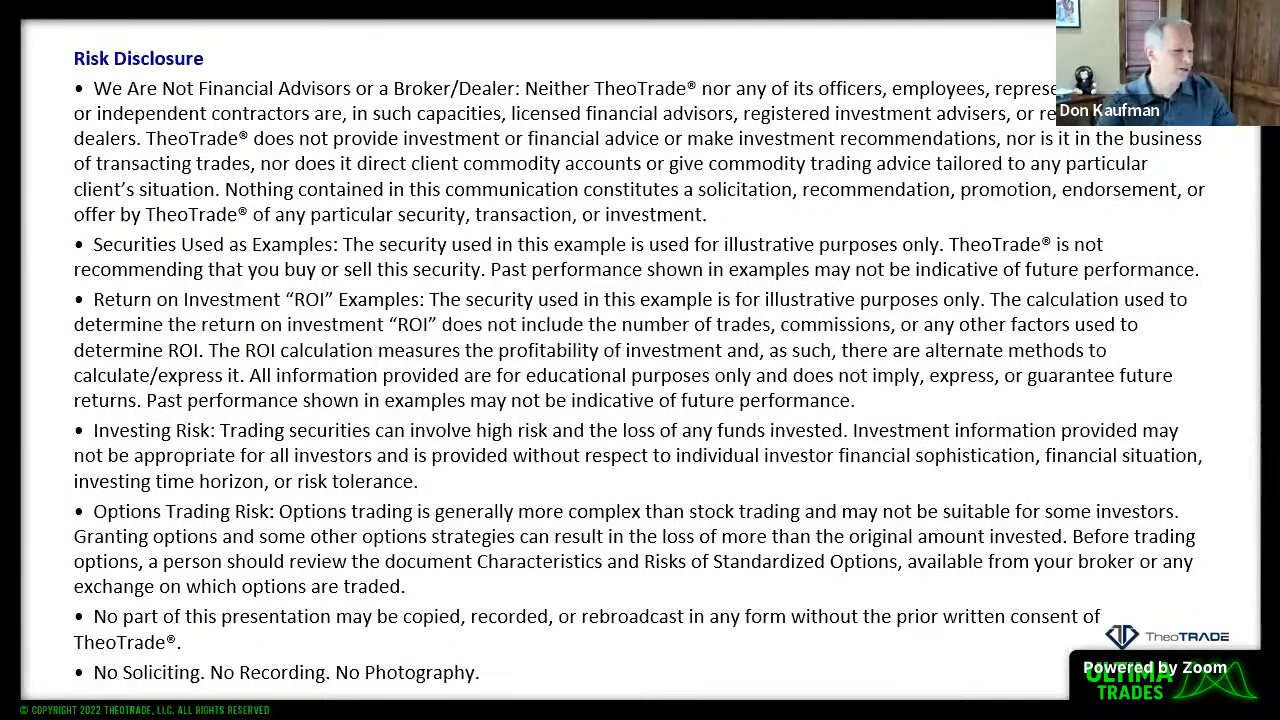 Risk Disclosure
• We Are Not Financial Advisors or a Broker/Dealer: Neither TheoTrade® nor any of its officers, employees,
or independent contractors are, in such capacities, licensed financial advisors, registered investment advisers, or
Don Kaufman
dealers. TheoTrade® does not provide investment or financial advice or make investment recommendations, nor is it in the business
of transacting trades, nor does it direct client commodity accounts or give commodity trading advice tailored to any particular
client's situation. Nothing contained in this communication constitutes a solicitation, recommendation, promotion, endorsement, or
offer by TheoTrade® of any particular security, transaction, or investment.
• Securities Used as Examples: The security used in this example is used for illustrative purposes only. TheoTrade® is not
recommending that you buy or sell this security. Past performance shown in examples may not be indicative of future performance.
• Return on Investment “ROI” Examples: The security used in this example is for illustrative purposes only. The calculation used to
determine the return on investment “ROI” does not include the number of trades, commissions, or any other factors used to
determine ROI. The ROI calculation measures the profitability of investment and, as such, there are alternate methods to
calculate/express it. All information provided are for educational purposes only and does not imply, express, or guarantee future
returns. Past performance shown in examples may not be indicative of future performance.
• Investing Risk: Trading securities can involve high risk and the loss of any funds invested. Investment information provided may
not be appropriate for all investors and is provided without respect to individual investor financial sophistication, financial situation,
investing time horizon, or risk tolerance.
• Options Trading Risk: Options trading is generally more complex than stock trading and may not be suitable for some investors.
Granting options and some other options strategies can result in the loss of more than the original amount invested. Before trading
options, a person should review the document Characteristics and Risks of Standardized Options, available from your broker or any
exchange on which options are traded.
• No part of this presentation may be copied, recorded, or rebroadcast in any form without the prior written consent of
TheoTrade®.
• No Soliciting. No Recording. No Photography.
TheoTRADE
Powered by Zoom
ULTIMA
TRADES
© COPYRIGHT 2022 THEOTRADE, LLC. ALL RIGHTS RESERVED